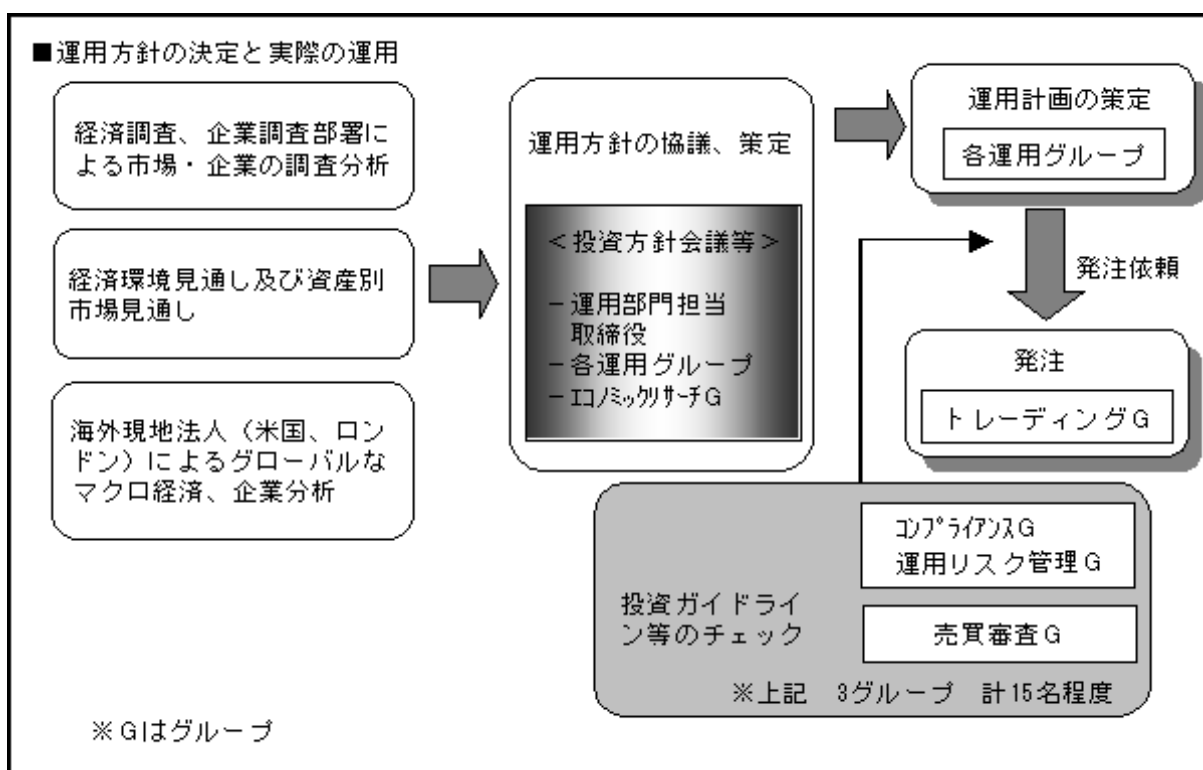 ■運用方針の決定と実際の運用
経済調査、企業調査部署に
よる市場・企業の調査分析
経済環境見通し及び資産別
市場見通し
海外現地法人（米国、ロン
ドン）によるグローバルな
マクロ経済、企業分析
運用方針の協議、策定
＜投資方針会議等＞
－運用部門担当
取締役
－各運用グループ
－ｴｺﾉﾐｯｸﾘｻｰﾁＧ
運用計画の策定
各運用グループ
発注依頼
発注
トレーディングＧ
投資ガイドライ
ン等のチェック
ｺﾝﾌﾟﾗｲｱﾝｽＧ
運用リスク管理Ｇ
売買審査Ｇ
※上記　3グループ　計15名程度
※Ｇはグループ